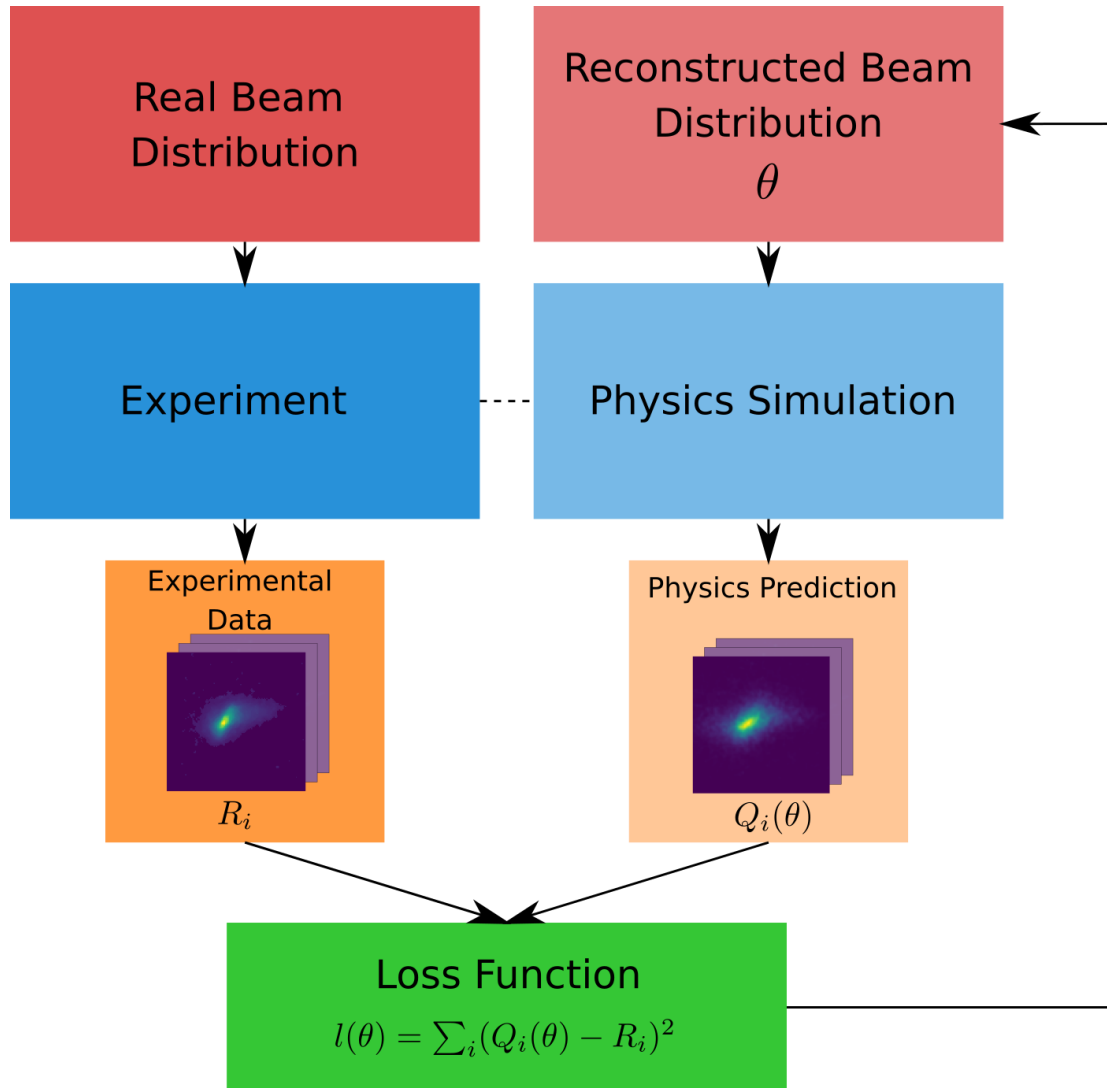 Real Beam
Distribution
Reconstructed Beam
Distribution
θ
Experiment
Physics Simulation
Experimental
Data
R_i
Physics Prediction
Q_i(θ)
Loss Function
l(θ) = ∑_i(Q_i(θ) − R_i)^2